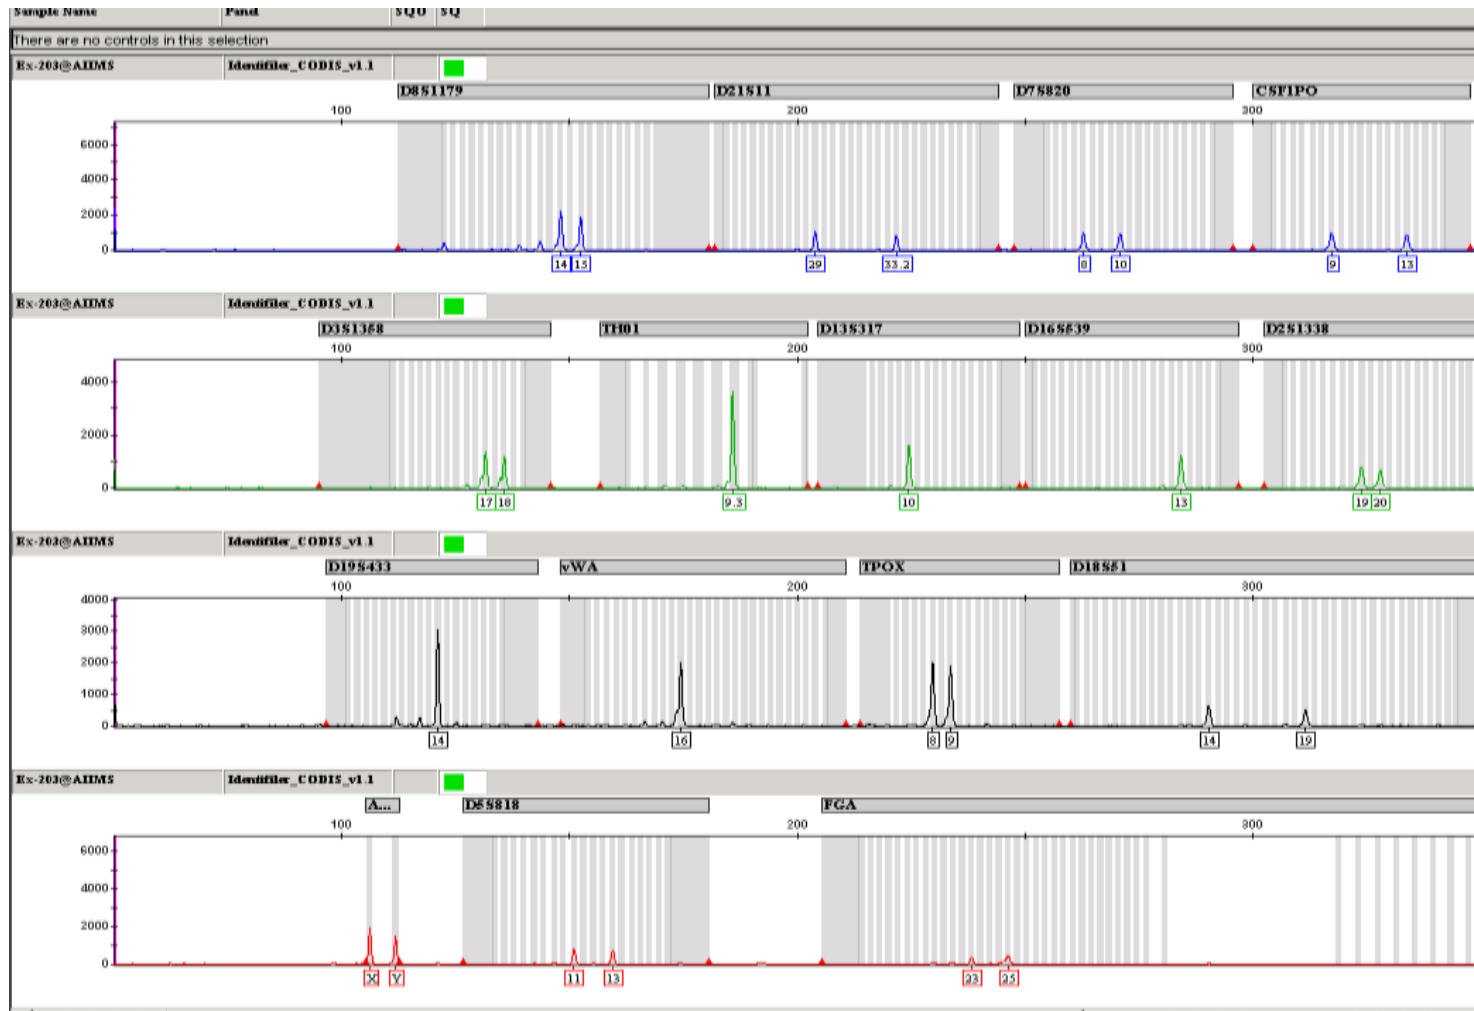 Sample Name Panel SQO SQ
There are no controls in this selection
Ex-203@AIIMS Identifiler_CODIS_v1.1
D8S1179 D21S11 D7S820 CSF1PO
100 200 300
6000
4000
2000
0
14 15 29 33.2 8 10 9 13
Ex-203@AIIMS Identifiler_CODIS_v1.1
D3S1358 TH01 D13S317 D16S539 D2S1338
100 200 300
4000
2000
0
17 18 9.3 10 13 19 20
Ex-203@AIIMS Identifiler_CODIS_v1.1
D19S433 vWA TPOX D18S51
100 200 300
4000
3000
2000
1000
0
14 16 8 9 14 19
Ex-203@AIIMS Identifiler_CODIS_v1.1
A... D5S818 FGA
100 200 300
6000
4000
2000
0
X Y 11 13 23 25